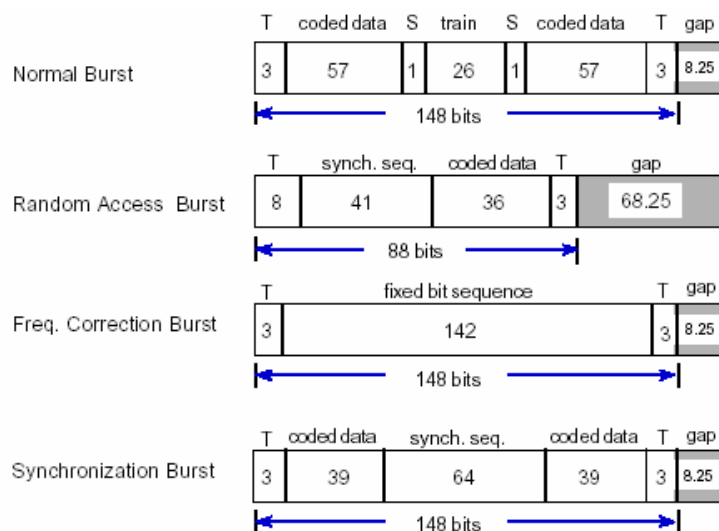 T coded data S train S coded data T gap
Normal Burst 3 57 1 26 1 57 3 8.25
148 bits
T synch. seq. coded data T gap
Random Access Burst 8 41 36 3 68.25
88 bits
T fixed bit sequence T gap
Freq. Correction Burst 3 142 3 8.25
148 bits
T coded data synch. seq. coded data T gap
Synchronization Burst 3 39 64 39 3 8.25
148 bits